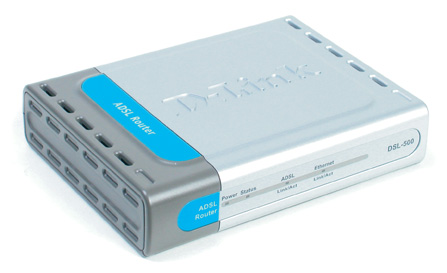 D-Link
ADSL Router
DSL-500
ADSL
Router
Power Status ADSL Ethernet
Link/Act Link/Act